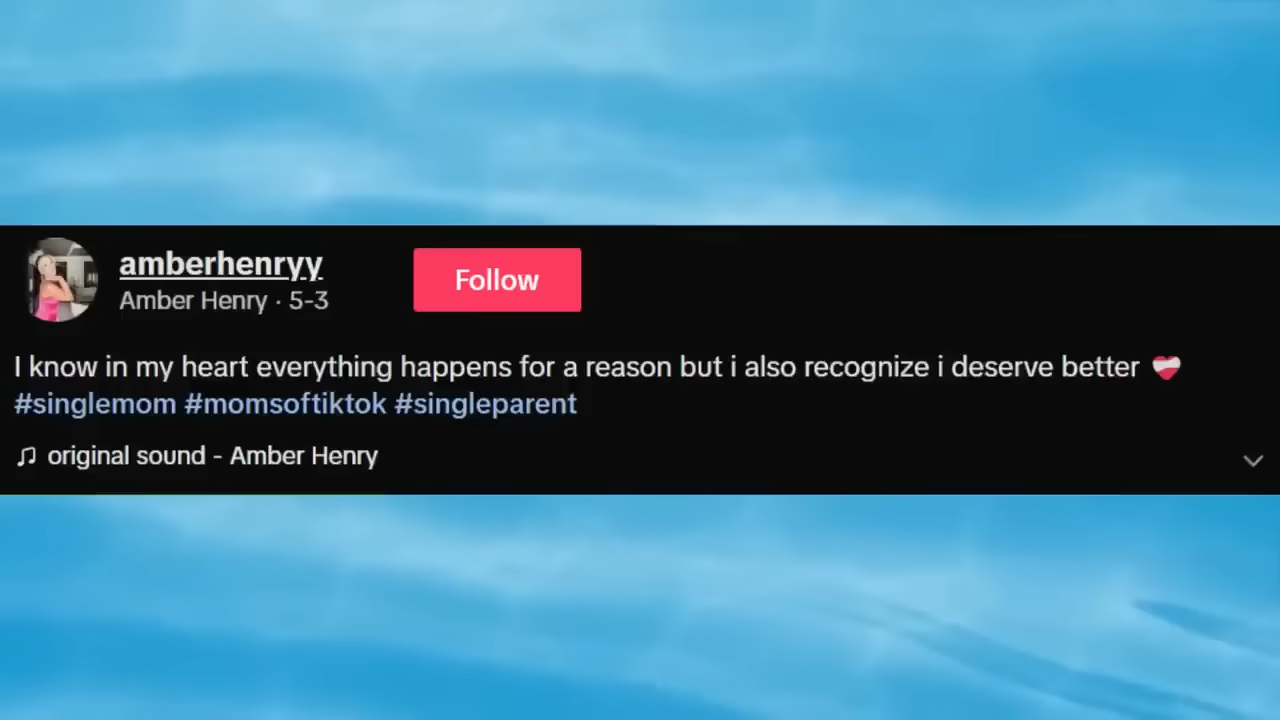 amberhenryy
Amber Henry · 5-3
Follow
I know in my heart everything happens for a reason but i also recognize i deserve better ❤️‍🩹
#singlemom #momsoftiktok #singleparent
♫ original sound - Amber Henry